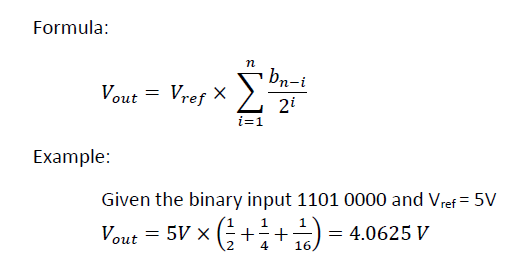 Formula:
V_out = V_ref × ∑_{i=1}^{n} b_{n−i}/2^i
Example:
Given the binary input 1101 0000 and V_ref = 5V
V_out = 5V × (1/2 + 1/4 + 1/16) = 4.0625 V